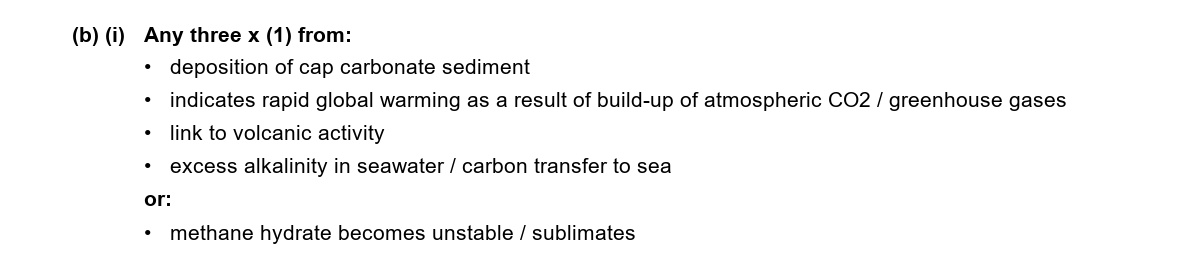 (b) (i) Any three x (1) from:
• deposition of cap carbonate sediment
• indicates rapid global warming as a result of build-up of atmospheric CO2 / greenhouse gases
• link to volcanic activity
• excess alkalinity in seawater / carbon transfer to sea
or:
• methane hydrate becomes unstable / sublimates